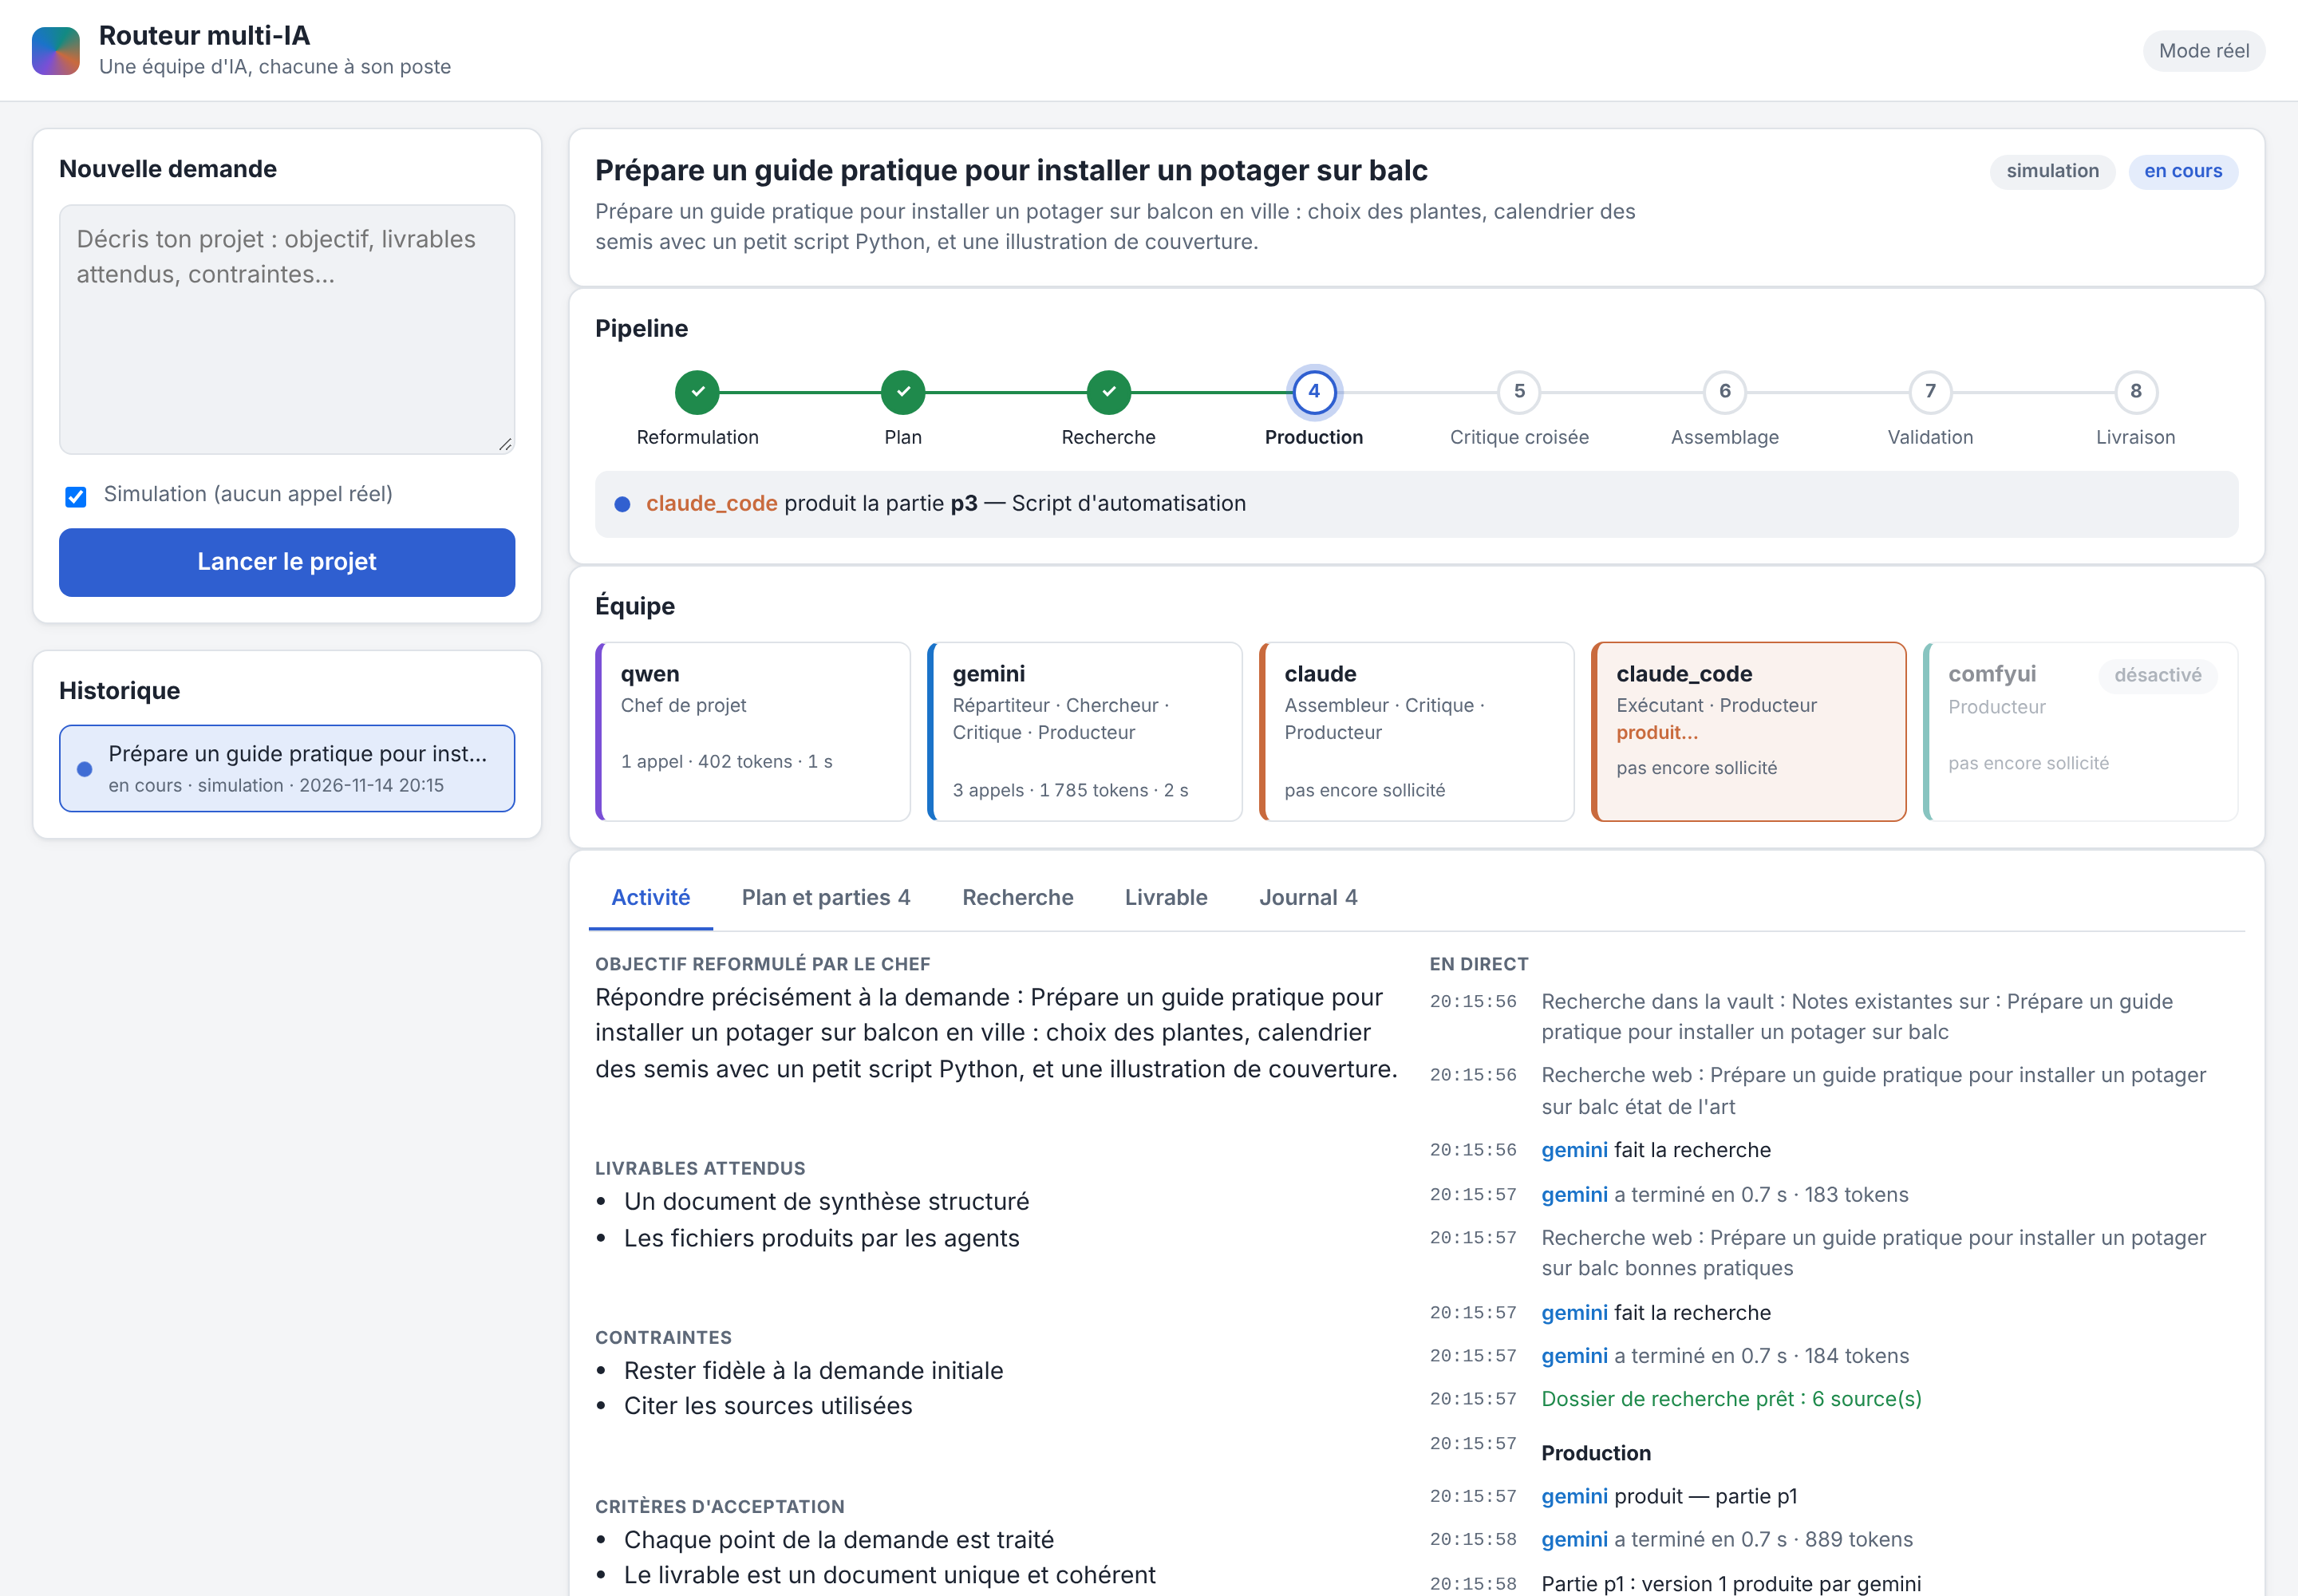 Routeur multi-IA
Une équipe d'IA, chacune à son poste
Mode réel
Nouvelle demande
Décris ton projet : objectif, livrables
attendus, contraintes...
Simulation (aucun appel réel)
Lancer le projet
Historique
Prépare un guide pratique pour inst...
en cours · simulation · 2026-11-14 20:15
Prépare un guide pratique pour installer un potager sur balc
simulation
en cours
Prépare un guide pratique pour installer un potager sur balcon en ville : choix des plantes, calendrier des
semis avec un petit script Python, et une illustration de couverture.
Pipeline
4
5
6
7
8
Reformulation
Plan
Recherche
Production
Critique croisée
Assemblage
Validation
Livraison
claude_code produit la partie p3 — Script d'automatisation
Équipe
qwen
Chef de projet
1 appel · 402 tokens · 1 s
gemini
Répartiteur · Chercheur ·
Critique · Producteur
3 appels · 1 785 tokens · 2 s
claude
Assembleur · Critique ·
Producteur
pas encore sollicité
claude_code
Exécutant · Producteur
produit...
pas encore sollicité
comfyui
désactivé
Producteur
pas encore sollicité
Activité
Plan et parties 4
Recherche
Livrable
Journal 4
OBJECTIF REFORMULÉ PAR LE CHEF
Répondre précisément à la demande : Prépare un guide pratique pour
installer un potager sur balcon en ville : choix des plantes, calendrier
des semis avec un petit script Python, et une illustration de couverture.
LIVRABLES ATTENDUS
• Un document de synthèse structuré
• Les fichiers produits par les agents
CONTRAINTES
• Rester fidèle à la demande initiale
• Citer les sources utilisées
CRITÈRES D'ACCEPTATION
• Chaque point de la demande est traité
• Le livrable est un document unique et cohérent
EN DIRECT
20:15:56 Recherche dans la vault : Notes existantes sur : Prépare un guide
pratique pour installer un potager sur balc
20:15:56 Recherche web : Prépare un guide pratique pour installer un potager
sur balc état de l'art
20:15:56 gemini fait la recherche
20:15:57 gemini a terminé en 0.7 s · 183 tokens
20:15:57 Recherche web : Prépare un guide pratique pour installer un potager
sur balc bonnes pratiques
20:15:57 gemini fait la recherche
20:15:57 gemini a terminé en 0.7 s · 184 tokens
20:15:57 Dossier de recherche prêt : 6 source(s)
20:15:57 Production
20:15:57 gemini produit — partie p1
20:15:58 gemini a terminé en 0.7 s · 889 tokens
20:15:58 Partie p1 : version 1 produite par gemini